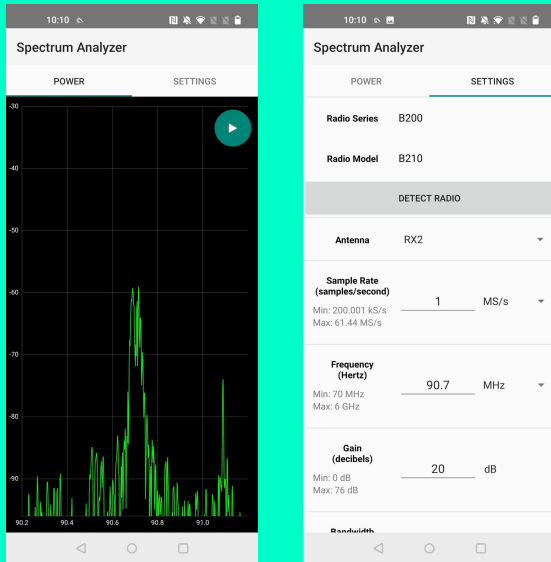 10:10
Spectrum Analyzer
POWER
SETTINGS
-30
-40
-50
-60
-70
-80
-90
90.2
90.4
90.6
90.8
91.0
10:10
Spectrum Analyzer
POWER
SETTINGS
Radio Series B200
Radio Model B210
DETECT RADIO
Antenna RX2
Sample Rate
(samples/second)
Min: 200.001 kS/s
Max: 61.44 MS/s
1 MS/s
Frequency
(Hertz)
Min: 70 MHz
Max: 6 GHz
90.7 MHz
Gain
(decibels)
Min: 0 dB
Max: 76 dB
20 dB
Bandwidth